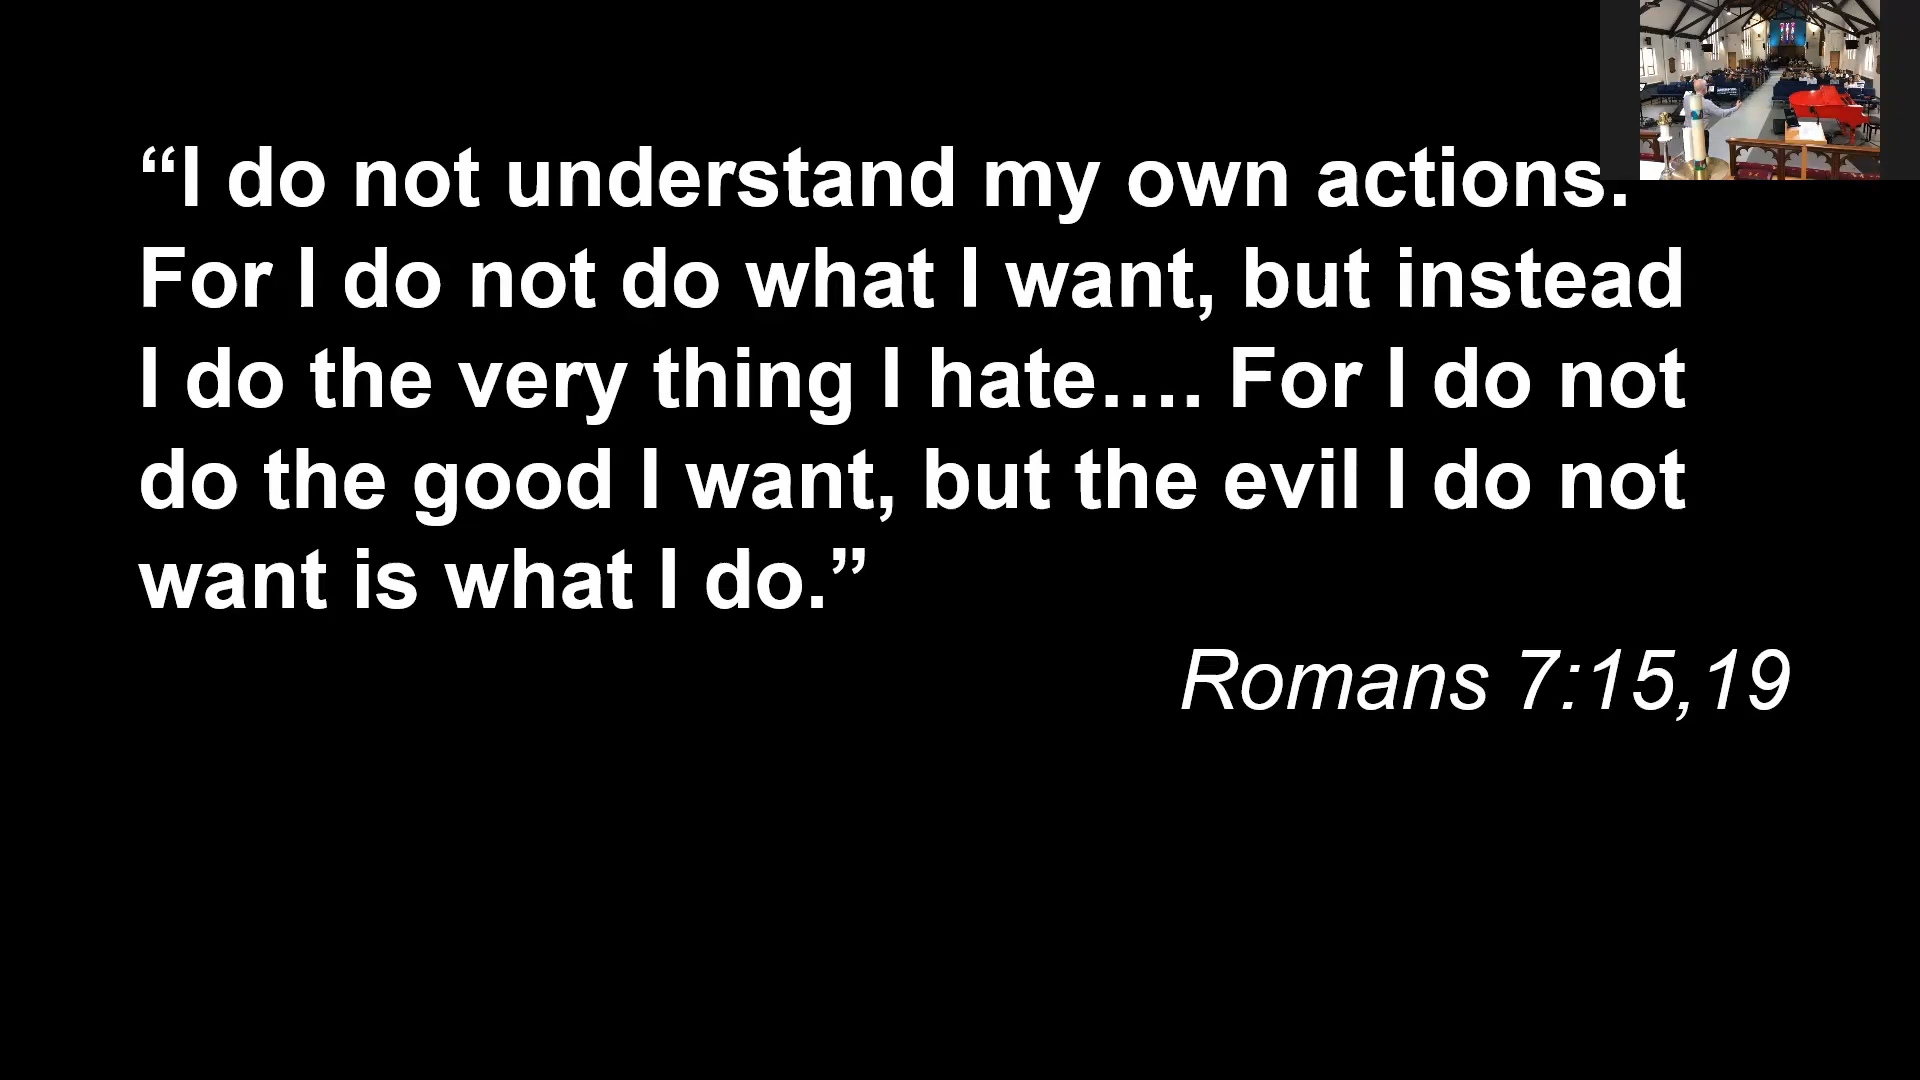 “I do not understand my own actions.
For I do not do what I want, but instead
I do the very thing I hate…. For I do not
do the good I want, but the evil I do not
want is what I do.”
Romans 7:15,19